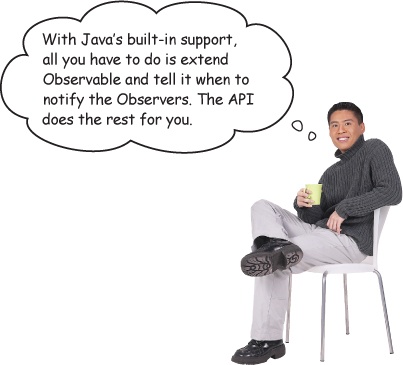 With Java's built-in support,
all you have to do is extend
Observable and tell it when to
notify the Observers. The API
does the rest for you.